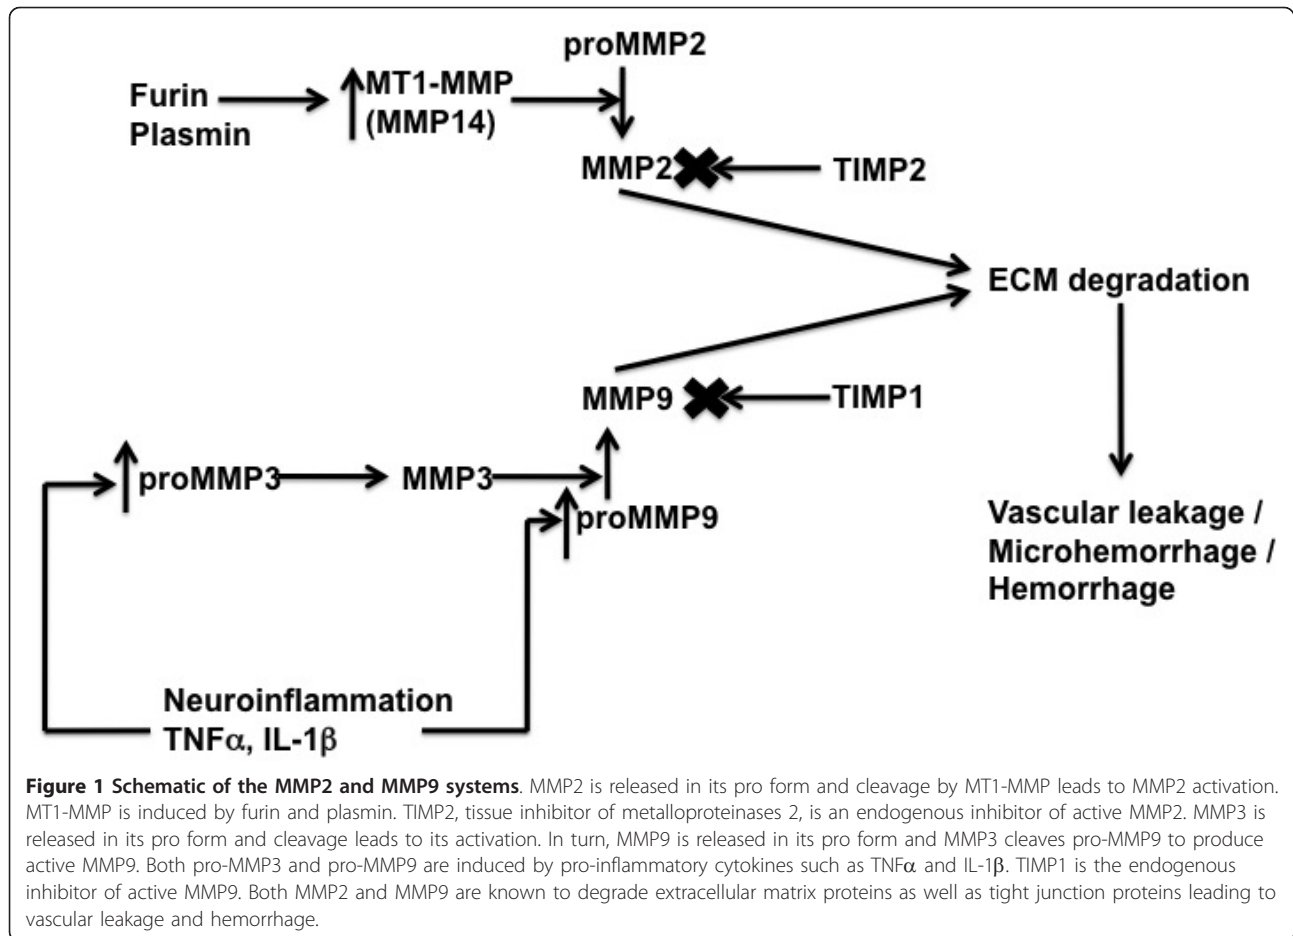 proMMP2
Furin
Plasmin
MT1-MMP
(MMP14)
MMP2
TIMP2
ECM degradation
MMP9
TIMP1
proMMP3
MMP3
proMMP9
Vascular leakage /
Microhemorrhage /
Hemorrhage
Neuroinflammation
TNFα, IL-1β
Figure 1 Schematic of the MMP2 and MMP9 systems. MMP2 is released in its pro form and cleavage by MT1-MMP leads to MMP2 activation.
MT1-MMP is induced by furin and plasmin. TIMP2, tissue inhibitor of metalloproteinases 2, is an endogenous inhibitor of active MMP2. MMP3 is
released in its pro form and cleavage leads to its activation. In turn, MMP9 is released in its pro form and MMP3 cleaves pro-MMP9 to produce
active MMP9. Both pro-MMP3 and pro-MMP9 are induced by pro-inflammatory cytokines such as TNFα and IL-1β. TIMP1 is the endogenous
inhibitor of active MMP9. Both MMP2 and MMP9 are known to degrade extracellular matrix proteins as well as tight junction proteins leading to
vascular leakage and hemorrhage.